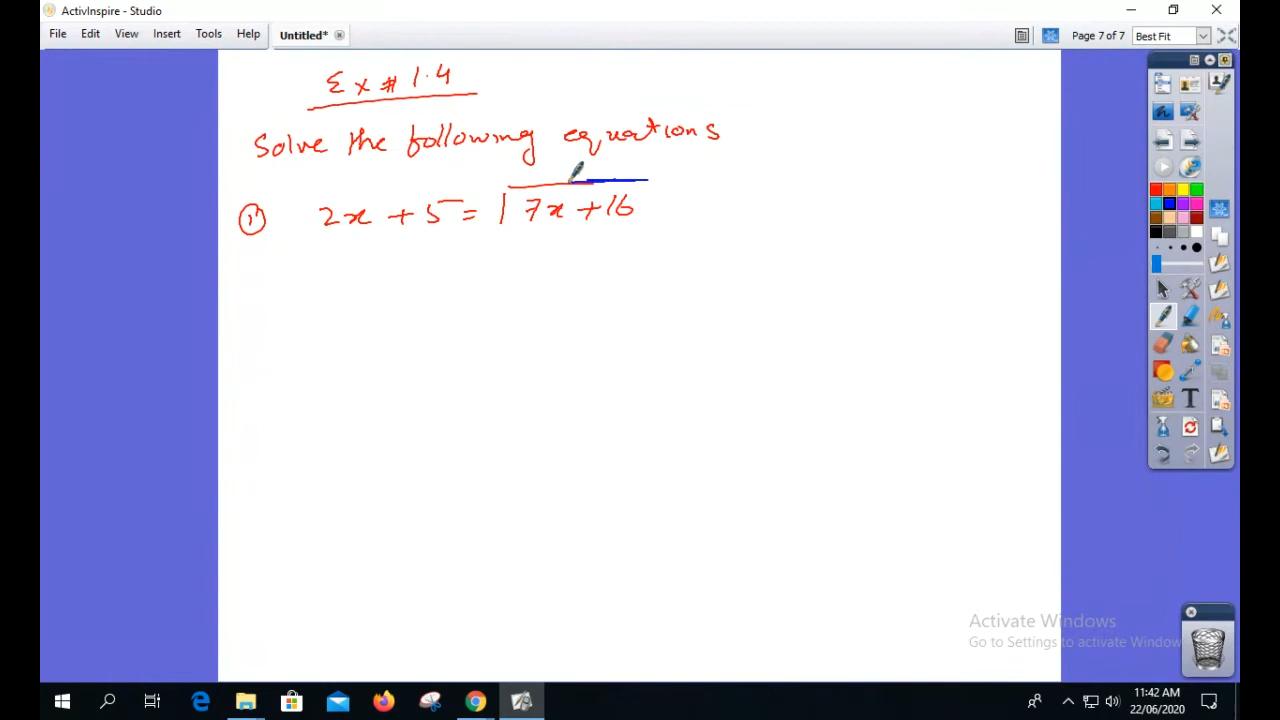 ActivInspire - Studio
File Edit View Insert Tools Help Untitled* Page 7 of 7 Best Fit
Ex # 1.4
Solve the following equations
① 2x + 5 = √7x + 16
Activate Windows
Go to Settings to activate Window
11:42 AM
22/06/2020